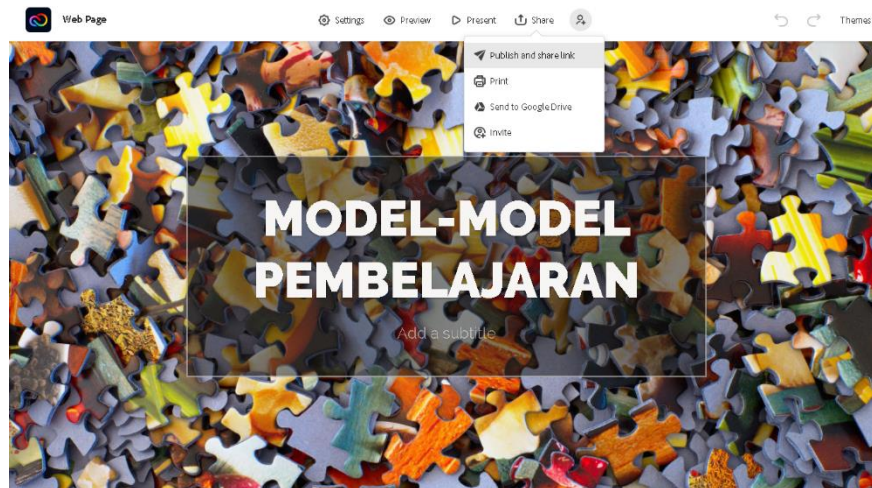 Web Page
Settings Preview Present Share
Themes
Publish and share link
Print
Send to Google Drive
Invite
MODEL-MODEL
PEMBELAJARAN
Add a subtitle